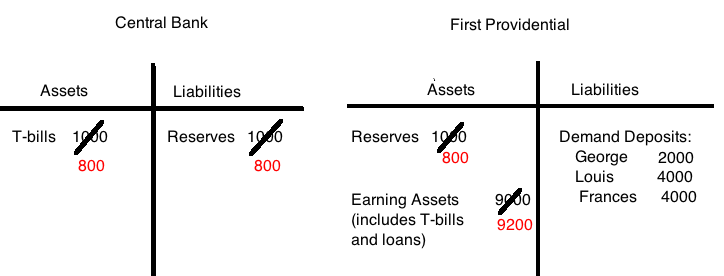 Central Bank
Assets Liabilities
T-bills 1000 Reserves 1000
800 800
First Providential
Assets Liabilities
Reserves 1000
800
Earning Assets 9000
(includes T-bills 9200
and loans)
Demand Deposits:
George 2000
Louis 4000
Frances 4000